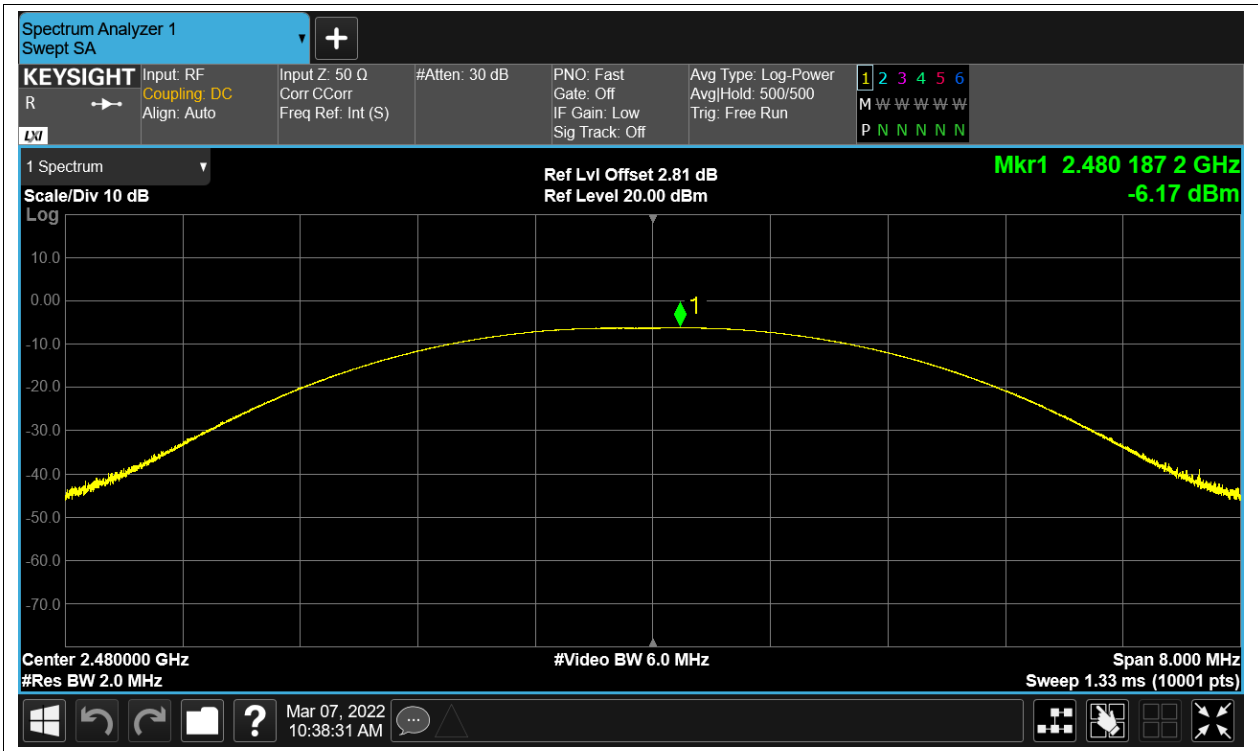 Spectrum Analyzer 1
Swept SA
+
KEYSIGHT
R
LXI
Input: RF
Coupling: DC
Align: Auto
Input Z: 50 Ω
Corr CCorr
Freq Ref: Int (S)
#Atten: 30 dB
PNO: Fast
Gate: Off
IF Gain: Low
Sig Track: Off
Avg Type: Log-Power
Avg|Hold: 500/500
Trig: Free Run
1 2 3 4 5 6
M W W W W W
P N N N N N
1 Spectrum
Scale/Div 10 dB
Log
Ref Lvl Offset 2.81 dB
Ref Level 20.00 dBm
Mkr1 2.480 187 2 GHz
-6.17 dBm
10.0
0.00
1
-10.0
-20.0
-30.0
-40.0
-50.0
-60.0
-70.0
Center 2.480000 GHz
#Video BW 6.0 MHz
Span 8.000 MHz
#Res BW 2.0 MHz
Sweep 1.33 ms (10001 pts)
?
Mar 07, 2022
10:38:31 AM